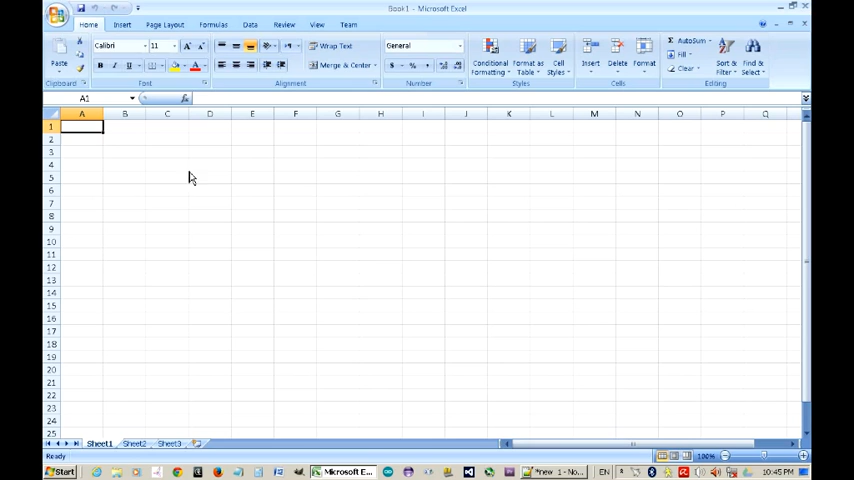 Book1 - Microsoft Excel
Home Insert Page Layout Formulas Data Review View Team
Paste
Calibri 11
B I U
Wrap Text
Merge & Center
General
$ % ,
Conditional Formatting
Format as Table
Cell Styles
Insert Delete Format
AutoSum
Fill
Clear
Sort & Filter
Find & Select
Clipboard Font Alignment Number Styles Cells Editing
A1 fx
A B C D E F G H I J K L M N O P Q
1
2
3
4
5
6
7
8
9
10
11
12
13
14
15
16
17
18
19
20
21
22
23
24
25
Sheet1 Sheet2 Sheet3
Ready 100%
Start Microsoft E... *new 1 - No... EN 10:45 PM